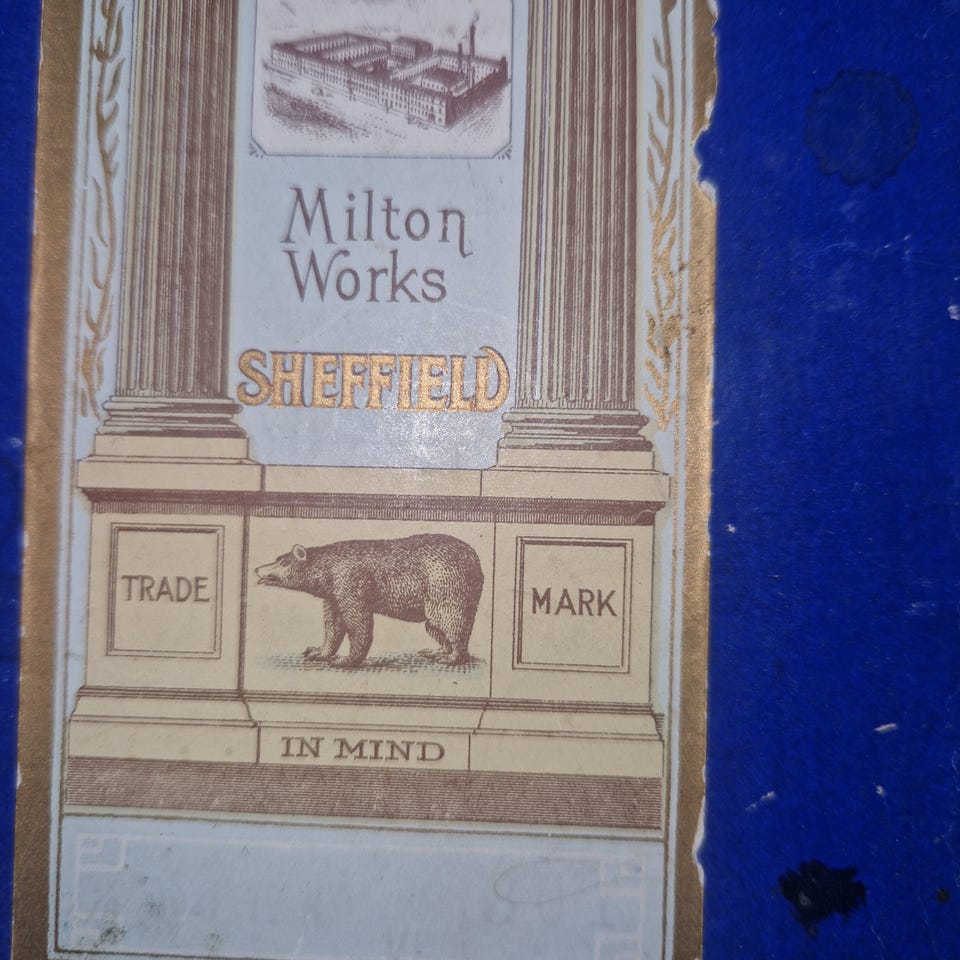 Milton
Works
SHEFFIELD
TRADE
MARK
IN MIND